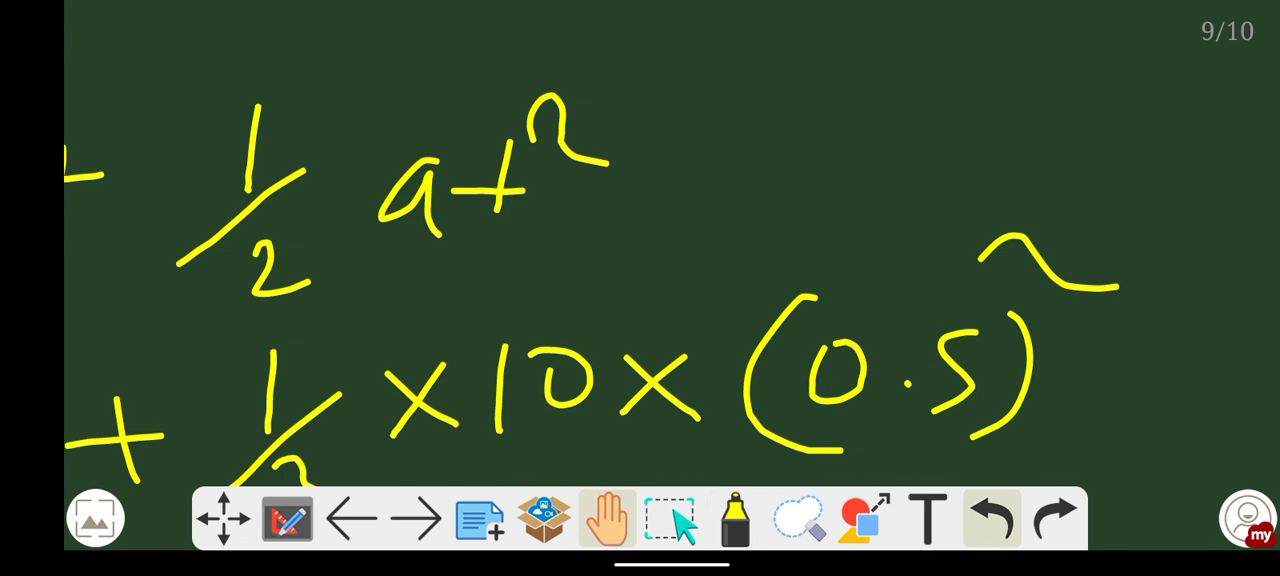 9/10
+ 1/2 at²
+ 1/2 × 10 × (0.5)²
T
my